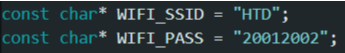 const char* WIFI_SSID = "HTD";
const char* WIFI_PASS = "20012002";